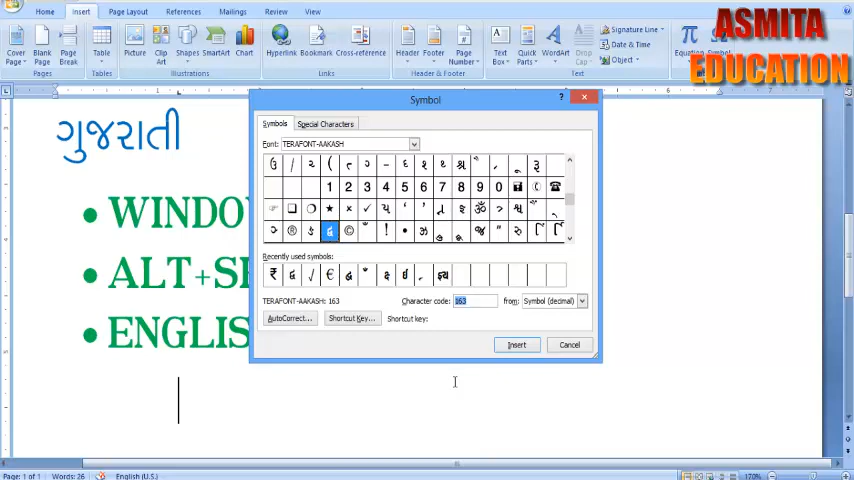 Home Insert Page Layout References Mailings Review View
ASMITA
EDUCATION
Cover Page Blank Page Page Break
Table
Picture Clip Art Shapes SmartArt Chart
Hyperlink Bookmark Cross-reference
Header Footer Page Number
Text Box Quick Parts WordArt Drop Cap
Signature Line
Date & Time
Object
Equation
Pages Tables Illustrations Links Header & Footer Text
ગુજરાતી
• WINDO
• ALT+SH
• ENGLIS
Symbol
Symbols Special Characters
Font: TERAFONT-AAKASH
1 2 3 4 5 6 7 8 9 0
Recently used symbols:
TERAFONT-AAKASH: 163
Character code: 163 from: Symbol (decimal)
AutoCorrect... Shortcut Key... Shortcut key:
Insert Cancel
Page: 1 of 1 Words: 26 English (U.S.) 170%